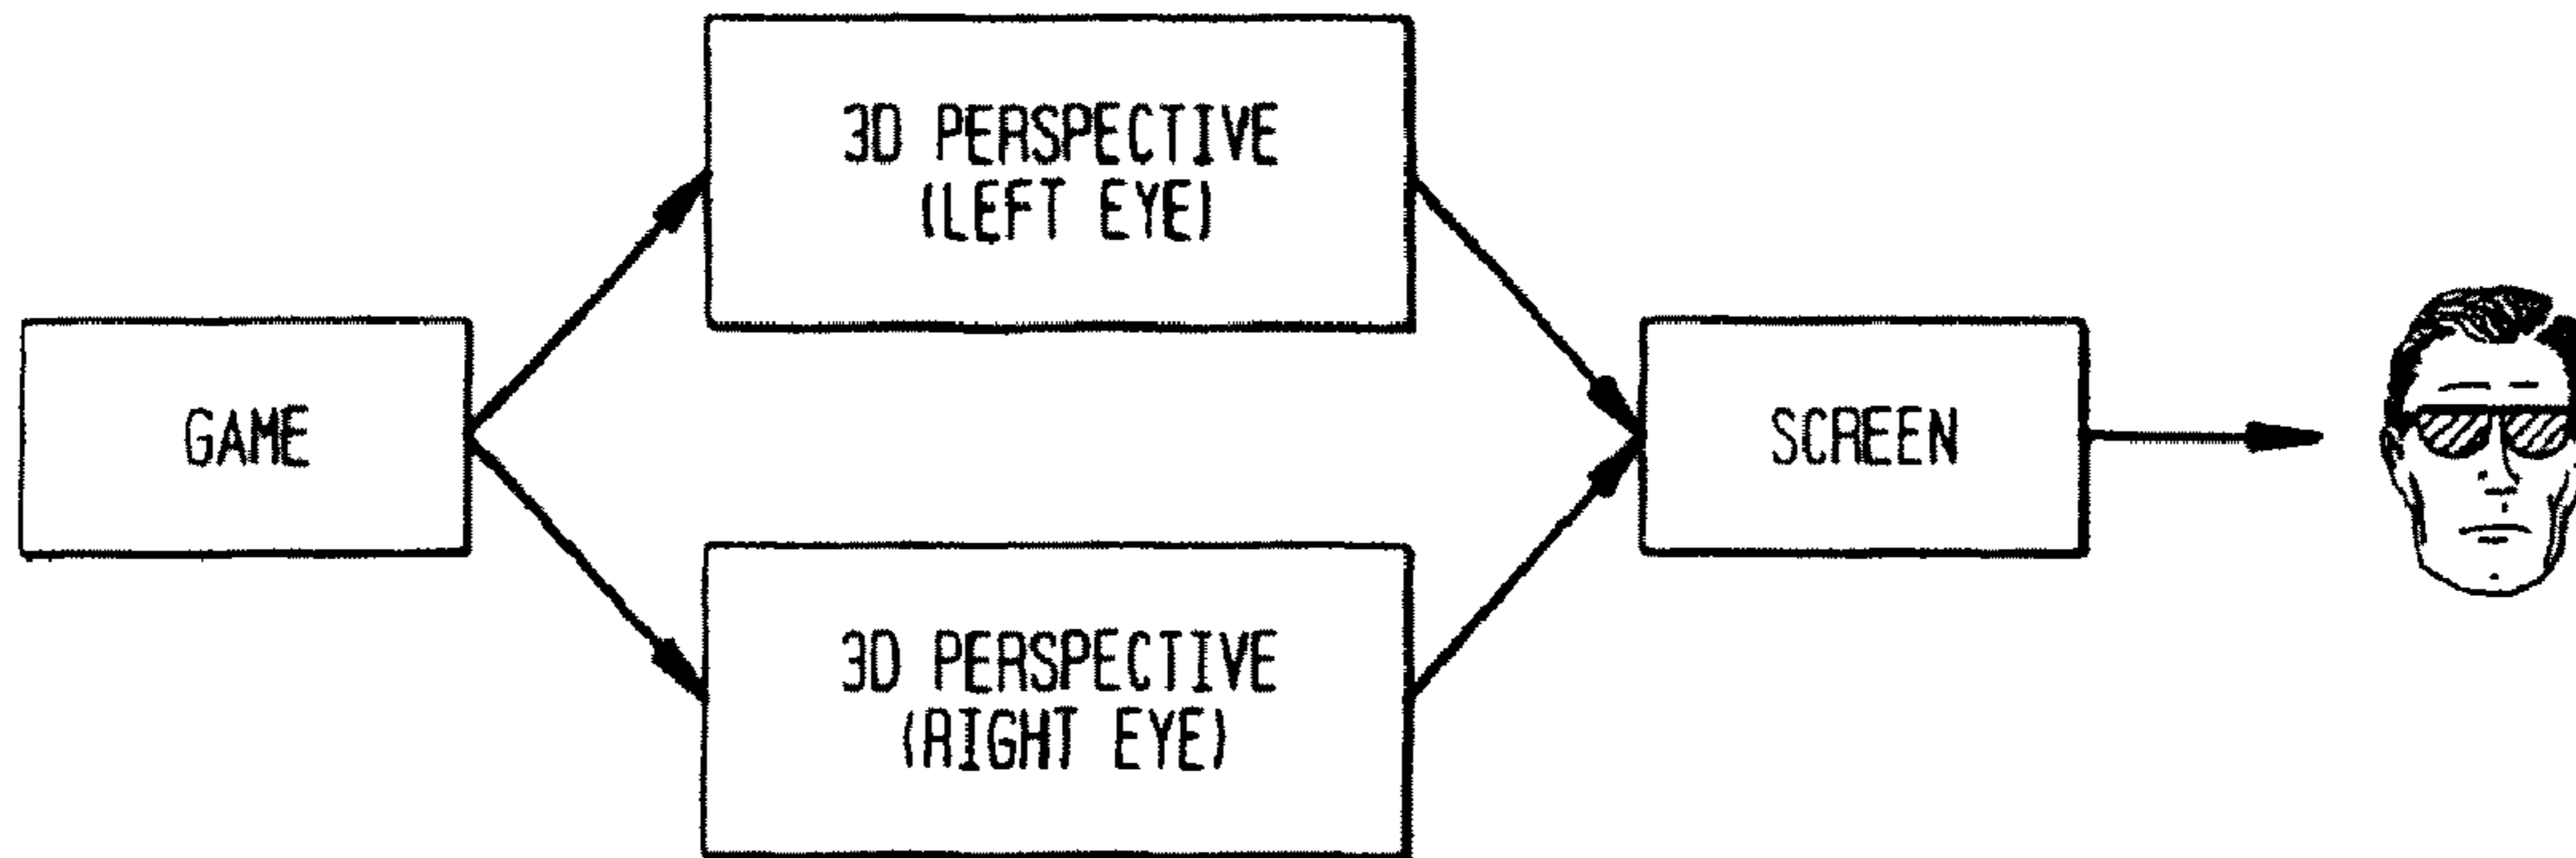 3D PERSPECTIVE
(LEFT EYE)
GAME
SCREEN
3D PERSPECTIVE
(RIGHT EYE)